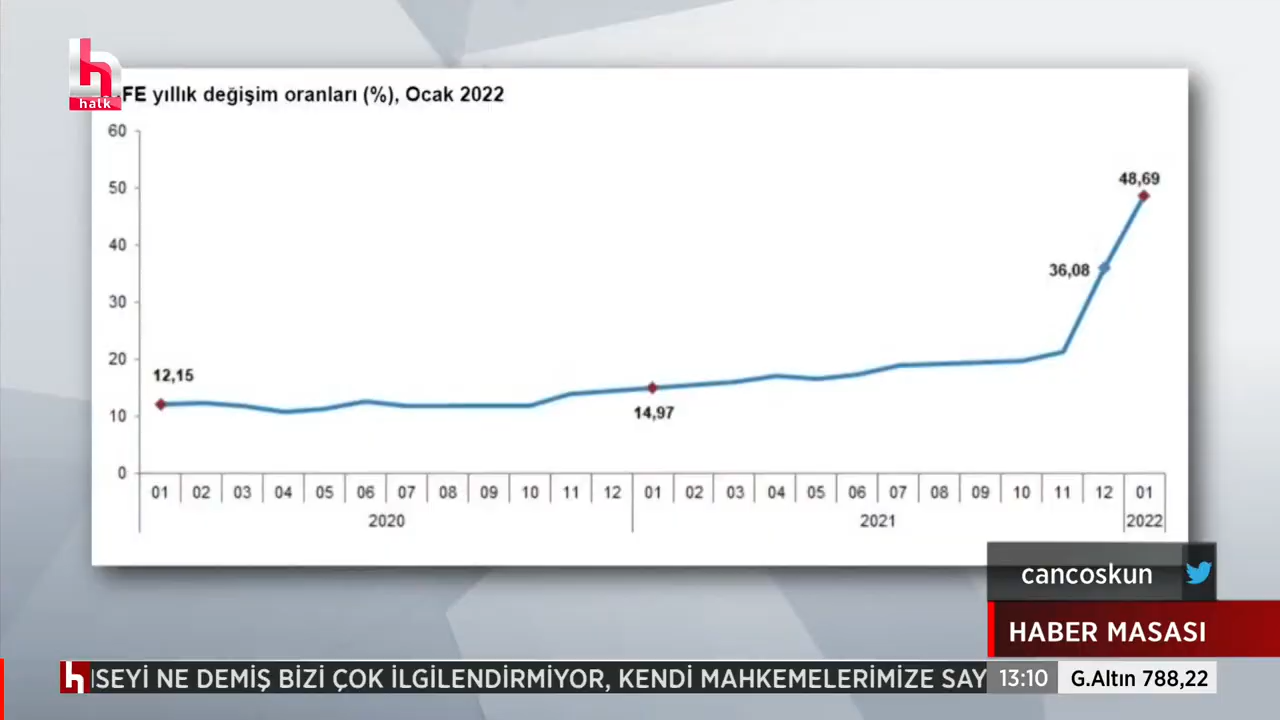 h
halk
FE yıllık değişim oranları (%), Ocak 2022
60
50
40
30
20
10
0
12,15
14,97
36,08
48,69
01 02 03 04 05 06 07 08 09 10 11 12 01 02 03 04 05 06 07 08 09 10 11 12 01
2020 2021 2022
cancoskun
HABER MASASI
h
SEYİ NE DEMİŞ BİZİ ÇOK İLGİLENDİRMİYOR, KENDİ MAHKEMELERİMİZE SAY
13:10
G.Altın 788,22